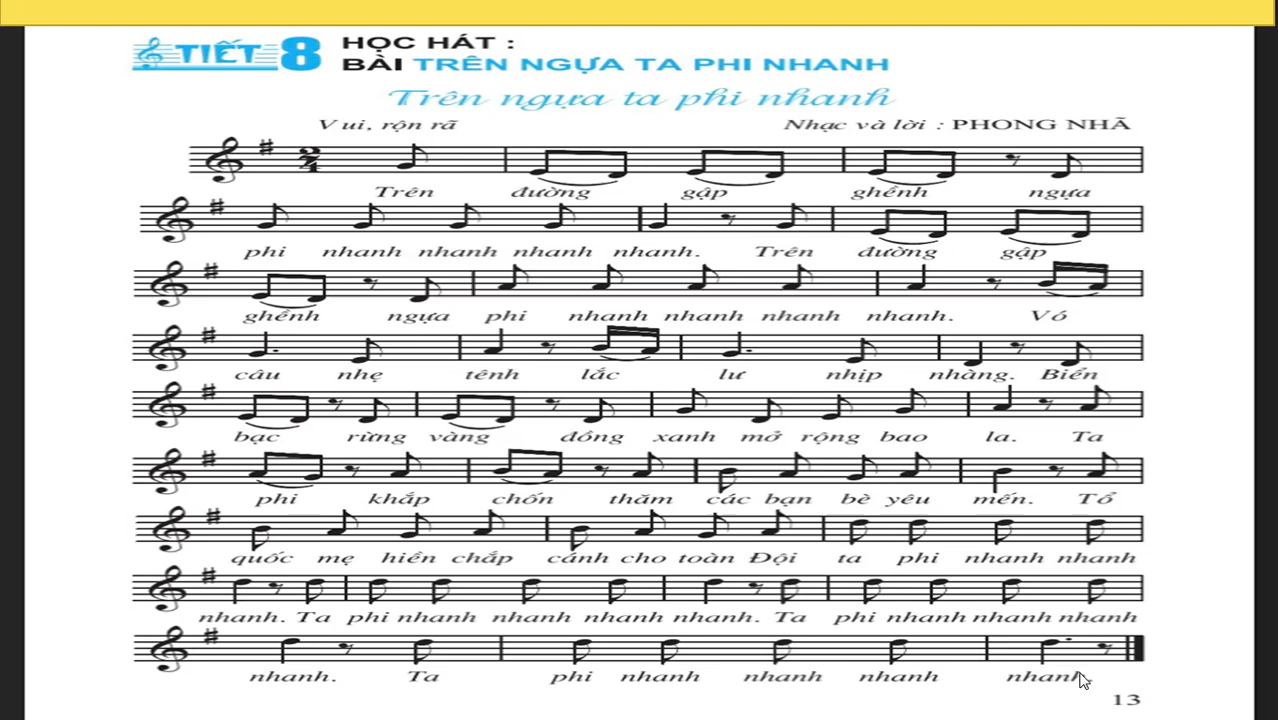 TIẾT 8
HỌC HÁT :
BÀI TRÊN NGỰA TA PHI NHANH
Trên ngựa ta phi nhanh
Vui, rộn rã
Nhạc và lời : PHONG NHÃ
2
4
Trên đường gập ghềnh ngựa
phi nhanh nhanh nhanh nhanh. Trên đường gập
ghềnh ngựa phi nhanh nhanh nhanh nhanh. Vó
câu nhẹ tênh lắc lư nhịp nhàng. Biển
bạc rừng vàng đồng xanh mở rộng bao la. Ta
phi khắp chốn thăm các bạn bè yêu mến. Tổ
quốc mẹ hiền chắp cánh cho toàn Đội ta phi nhanh nhanh
nhanh. Ta phi nhanh nhanh nhanh nhanh. Ta phi nhanh nhanh nhanh
nhanh. Ta phi nhanh nhanh nhanh nhanh.
13